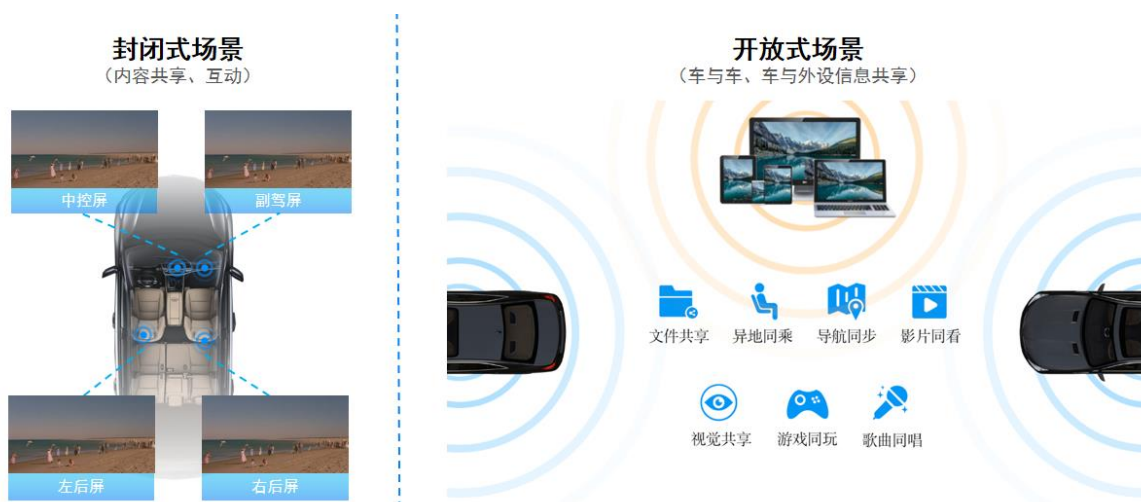 封闭式场景
（内容共享、互动）
中控屏
副驾屏
左后屏
右后屏
开放式场景
（车与车、车与外设信息共享）
文件共享
异地同乘
导航同步
影片同看
视觉共享
游戏同玩
歌曲同唱